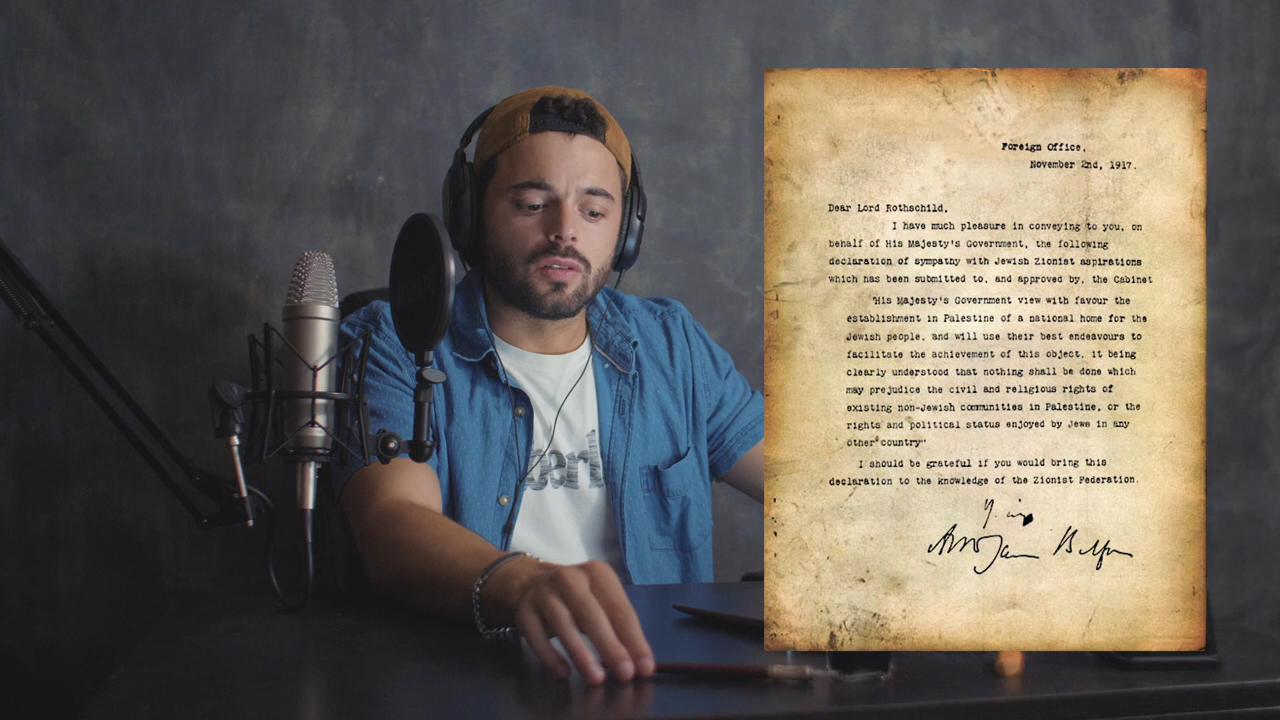 Foreign Office,
November 2nd, 1917.
Dear Lord Rothschild,
I have much pleasure in conveying to you, on
behalf of His Majesty's Government, the following
declaration of sympathy with Jewish Zionist aspirations
which has been submitted to, and approved by, the Cabinet
'His Majesty's Government view with favour the
establishment in Palestine of a national home for the
Jewish people, and will use their best endeavours to
facilitate the achievement of this object, it being
clearly understood that nothing shall be done which
may prejudice the civil and religious rights of
existing non-Jewish communities in Palestine, or the
rights and political status enjoyed by Jews in any
other country"
I should be grateful if you would bring this
declaration to the knowledge of the Zionist Federation.